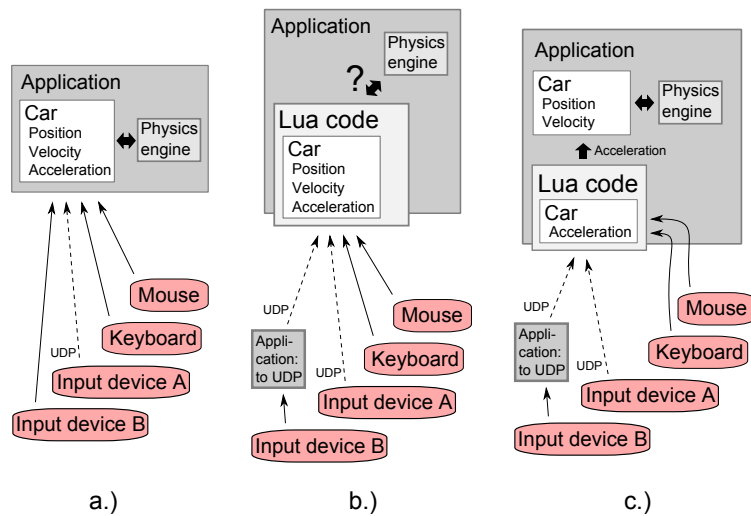 Application
Car
Position
Velocity
Acceleration
Physics
engine
Mouse
Keyboard
UDP
Input device A
Input device B
a.)
Application
Physics
engine
?
Lua code
Car
Position
Velocity
Acceleration
UDP
Mouse
Appli-
cation:
to UDP
Keyboard
UDP
Input device A
Input device B
b.)
Application
Car
Position
Velocity
Physics
engine
Acceleration
Lua code
Car
Acceleration
UDP
Mouse
Appli-
cation:
to UDP
Keyboard
UDP
Input device A
Input device B
c.)